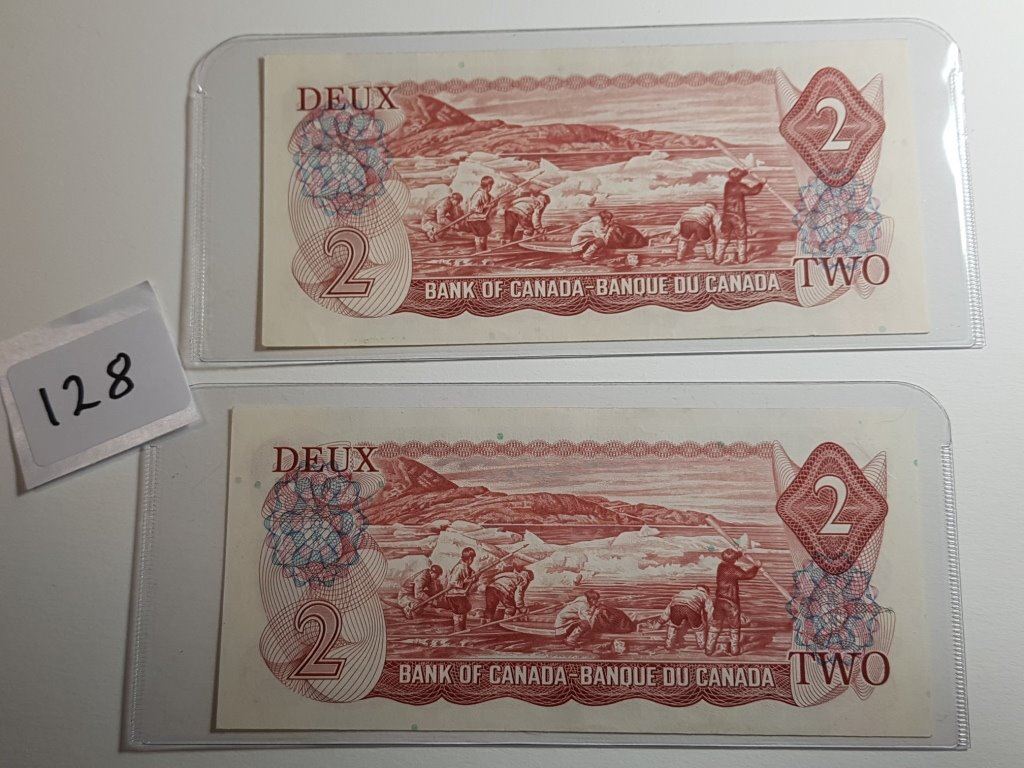 DEUX
2
2
BANK OF CANADA-BANQUE DU CANADA
TWO
128
DEUX
2
2
BANK OF CANADA-BANQUE DU CANADA
TWO